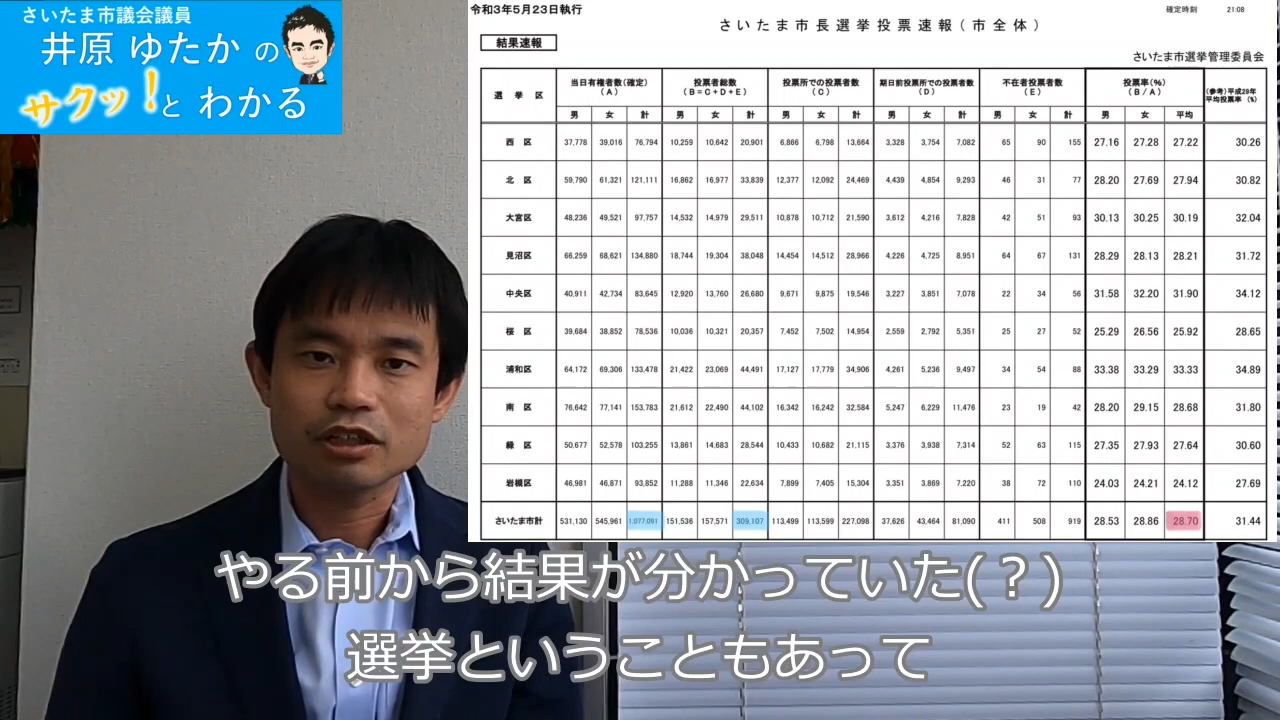 さいたま市議会議員
井原 ゆたか の
サクッ!と わかる
令和3年5月23日執行
確定時刻 21:08
さいたま市長選挙投票速報(市全体)
結果速報
さいたま市選挙管理委員会
選挙区 当日有権者数(確定)(A) 投票者総数(B=C+D+E) 投票所での投票者数(C) 期日前投票所での投票者数(D) 不在者投票者数(E) 投票率(%)(B/A) (参考)平成29年平均投票率(%)
男 女 計 男 女 計 男 女 計 男 女 計 男 女 計 男 女 平均
西 区 37,778 39,016 76,794 10,259 10,642 20,901 6,866 6,798 13,664 3,328 3,754 7,082 65 90 155 27.16 27.28 27.22 30.26
北 区 59,790 61,321 121,111 16,862 16,977 33,839 12,377 12,092 24,469 4,439 4,854 9,293 46 31 77 28.20 27.69 27.94 30.82
大宮区 48,236 49,521 97,757 14,532 14,979 29,511 10,878 10,712 21,590 3,612 4,216 7,828 42 51 93 30.13 30.25 30.19 32.04
見沼区 66,259 68,621 134,880 18,744 19,304 38,048 14,454 14,512 28,966 4,226 4,725 8,951 64 67 131 28.29 28.13 28.21 31.72
中央区 40,911 42,734 83,645 12,920 13,760 26,680 9,671 9,875 19,546 3,227 3,851 7,078 22 34 56 31.58 32.20 31.90 34.12
桜 区 39,684 38,852 78,536 10,036 10,321 20,357 7,452 7,502 14,954 2,559 2,792 5,351 25 27 52 25.29 26.56 25.92 28.65
浦和区 64,172 69,306 133,478 21,422 23,069 44,491 17,127 17,779 34,906 4,261 5,236 9,497 34 54 88 33.38 33.29 33.33 34.89
南 区 76,642 77,141 153,783 21,612 22,490 44,102 16,342 16,242 32,584 5,247 6,229 11,476 23 19 42 28.20 29.15 28.68 31.80
緑 区 50,677 52,578 103,255 13,861 14,683 28,544 10,433 10,682 21,115 3,376 3,938 7,314 52 63 115 27.35 27.93 27.64 30.60
岩槻区 46,981 46,871 93,852 11,288 11,346 22,634 7,899 7,405 15,304 3,351 3,869 7,220 38 72 110 24.03 24.21 24.12 27.69
さいたま市計 531,130 545,961 1,077,091 151,536 157,571 309,107 113,499 113,599 227,098 37,626 43,464 81,090 411 508 919 28.53 28.86 28.70 31.44
やる前から結果が分かっていた(?)
選挙ということもあって